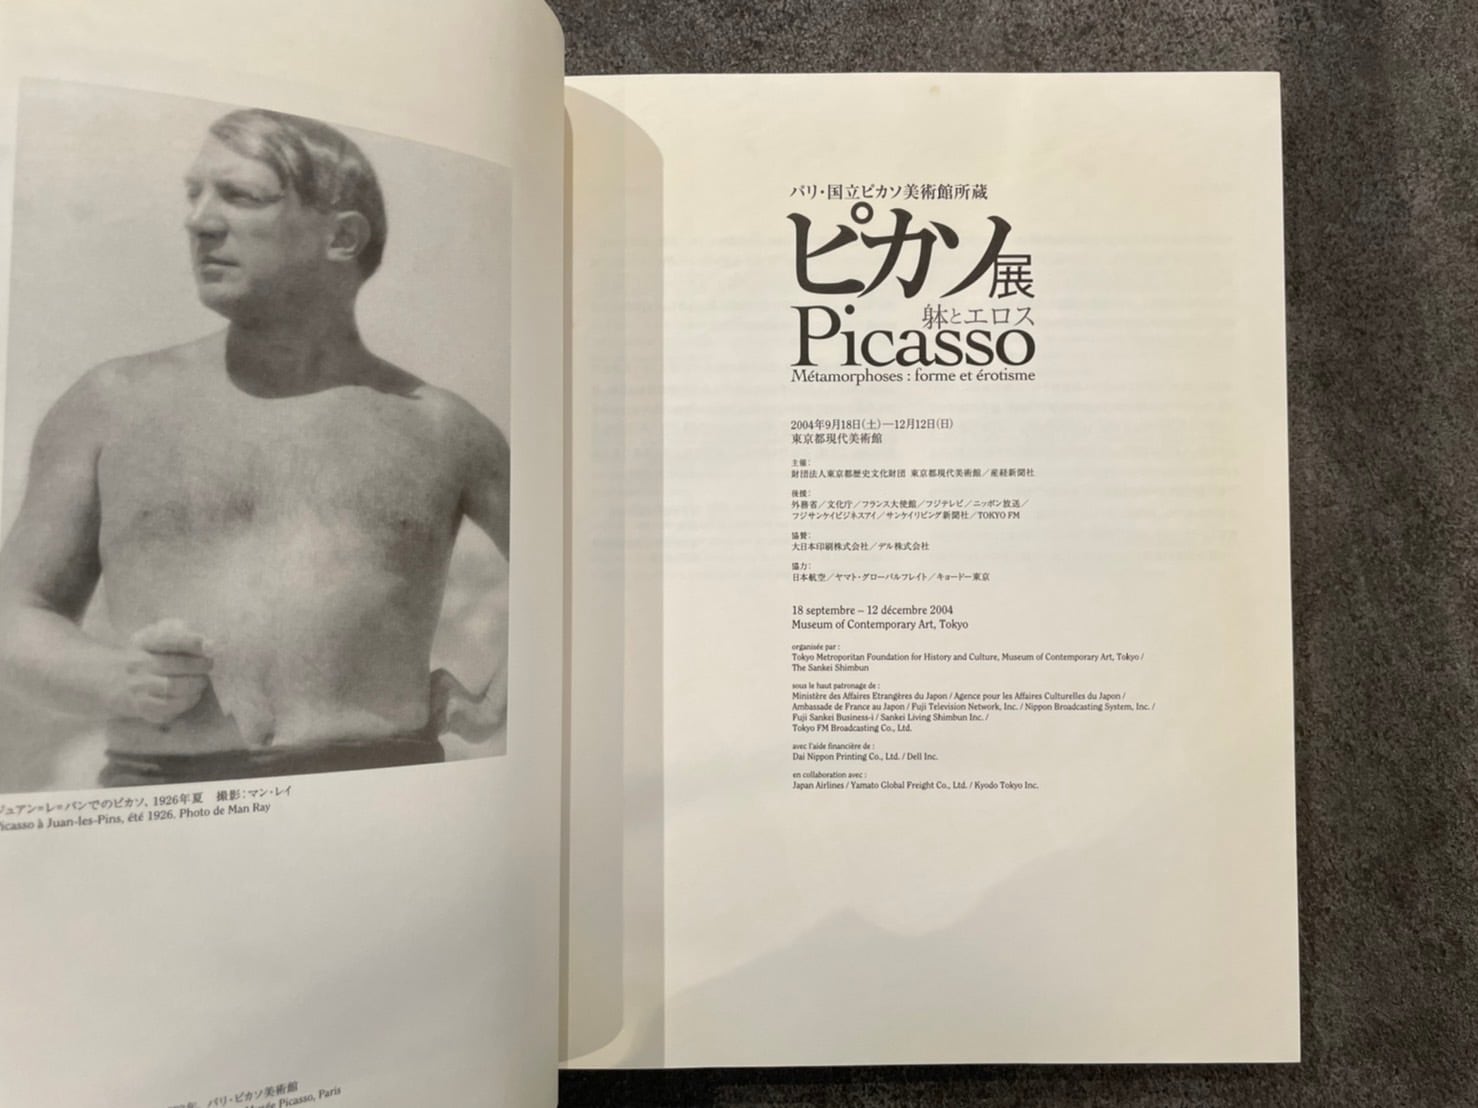 ジュアン=レ=パンでのピカソ、1926年夏　撮影：マン・レイ
Picasso à Juan-les-Pins, été 1926. Photo de Man Ray
パリ・ピカソ美術館
Picasso, Paris
パリ・国立ピカソ美術館所蔵
ピカソ展
躰とエロス
Picasso
Métamorphoses : forme et érotisme
2004年9月18日(土)—12月12日(日)
東京都現代美術館
主催：
財団法人東京都歴史文化財団 東京都現代美術館／産経新聞社
後援：
外務省／文化庁／フランス大使館／フジテレビ／ニッポン放送／
フジサンケイビジネスアイ／サンケイリビング新聞社／TOKYO FM
協賛：
大日本印刷株式会社／デル株式会社
協力：
日本航空／ヤマト・グローバルフレイト／キョードー東京
18 septembre – 12 décembre 2004
Museum of Contemporary Art, Tokyo
organisée par :
Tokyo Metroporitan Foundation for History and Culture, Museum of Contemporary Art, Tokyo /
The Sankei Shimbun
sous le haut patronage de :
Ministère des Affaires Etrangères du Japon / Agence pour les Affaires Culturelles du Japon /
Ambassade de France au Japon / Fuji Television Network, Inc. / Nippon Broadcasting System, Inc. /
Fuji Sankei Business-i / Sankei Living Shimbun Inc. /
Tokyo FM Broadcasting Co., Ltd.
avec l'aide financière de :
Dai Nippon Printing Co., Ltd. / Dell Inc.
en collaboration avec :
Japan Airlines / Yamato Global Freight Co., Ltd. / Kyodo Tokyo Inc.